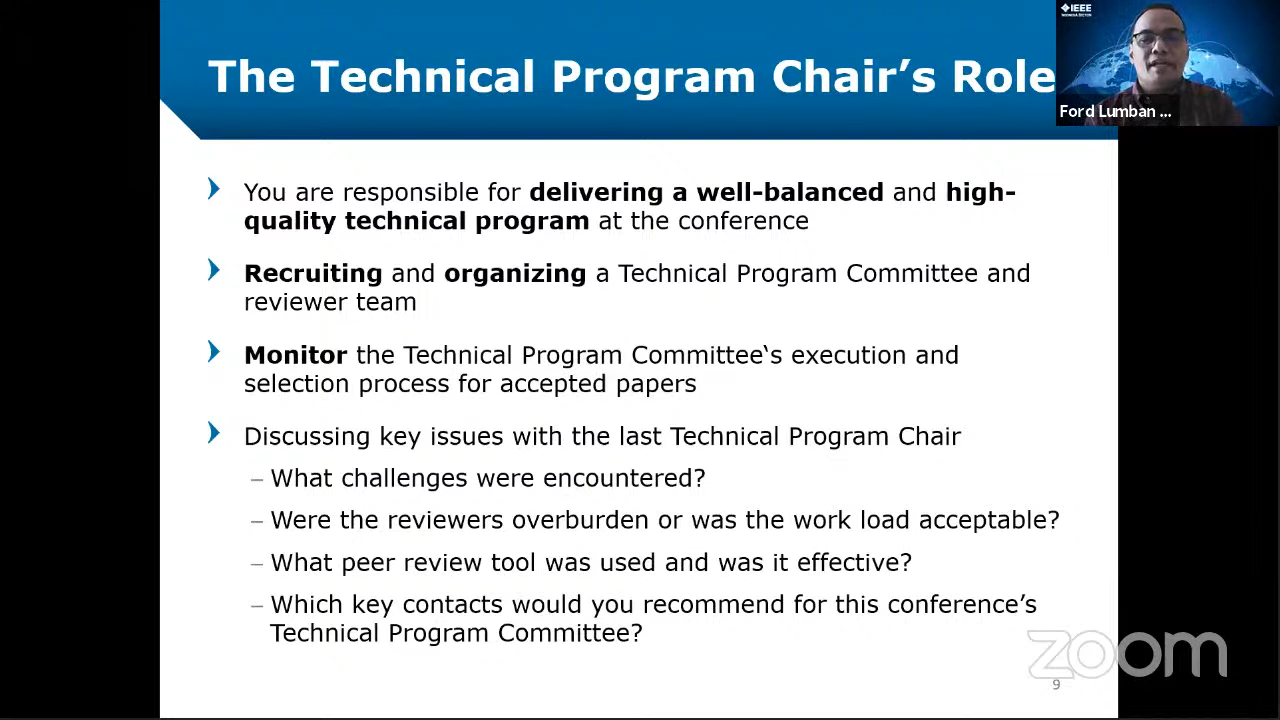 The Technical Program Chair’s Role
IEEE
INDONESIA SECTION
Ford Lumban ...
You are responsible for delivering a well-balanced and high-
quality technical program at the conference
Recruiting and organizing a Technical Program Committee and
reviewer team
Monitor the Technical Program Committee‛s execution and
selection process for accepted papers
Discussing key issues with the last Technical Program Chair
– What challenges were encountered?
– Were the reviewers overburden or was the work load acceptable?
– What peer review tool was used and was it effective?
– Which key contacts would you recommend for this conference’s
Technical Program Committee?
zoom
9